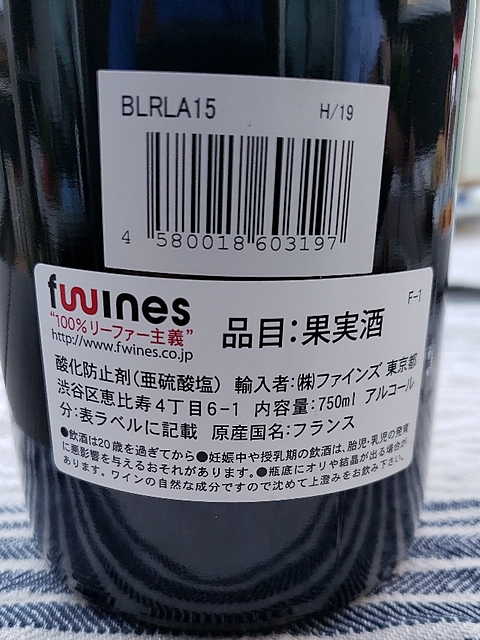 BLRLA15 H/19
4 580018 603197
fwines F-1
"100%リーファー主義" 品目:果実酒
http://www.fwines.co.jp
酸化防止剤(亜硫酸塩) 輸入者:㈱ファインズ 東京都
渋谷区恵比寿4丁目6-1 内容量:750ml アルコール
分:表ラベルに記載 原産国名:フランス
●飲酒は20歳を過ぎてから●妊娠中や授乳期の飲酒は、胎児・乳児の発育
に悪影響を与えるおそれがあります。●瓶底にオリや結晶が出る場合が
あります。ワインの自然な成分ですので沈めて上澄みをお飲み下さい。